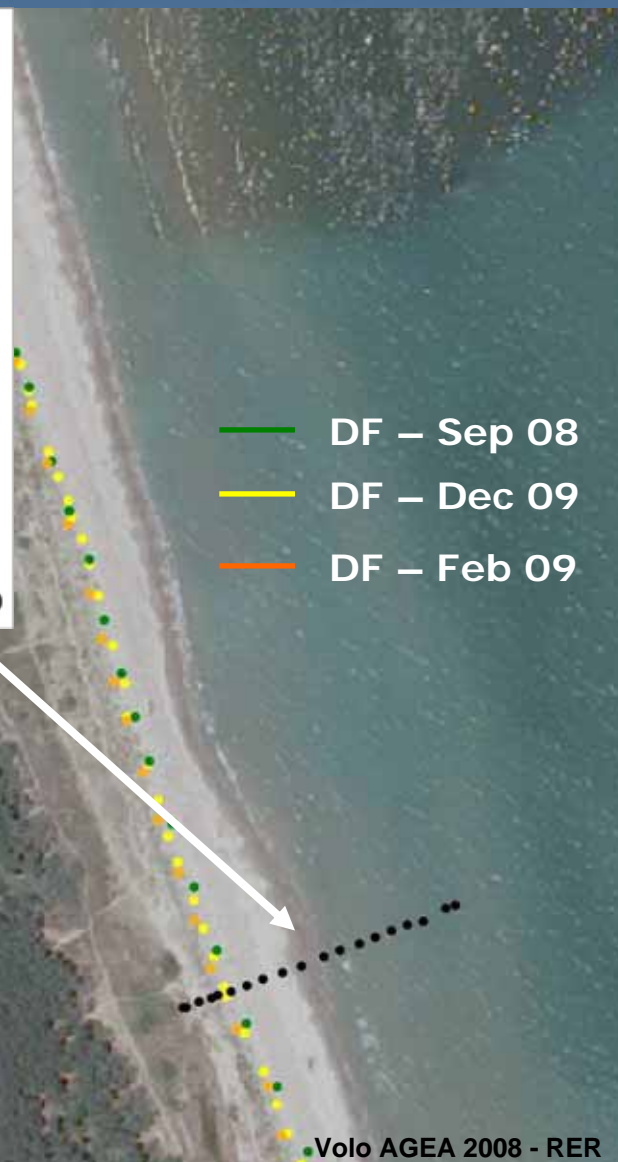 DF – Sep 08
DF – Dec 09
DF – Feb 09
Volo AGEA 2008 - RER